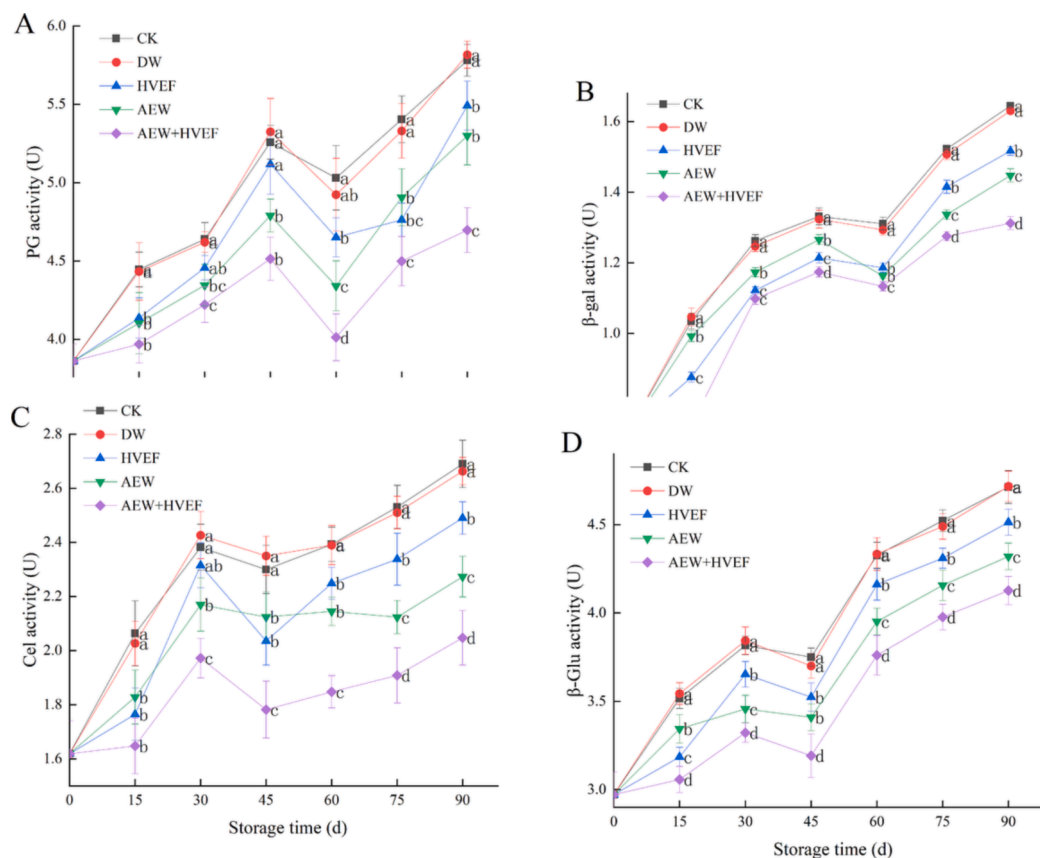 A
6.0
5.5
5.0
4.5
4.0
PG activity (U)
CK
DW
HVEF
AEW
AEW+HVEF
a
a
b
b
b
a
a
ab
bc
c
a
a
a
b
b
a
ab
bc
c
d
a
a
bc
b
c
a
a
b
b
c
B
1.6
1.4
1.2
1.0
β-gal activity (U)
CK
DW
HVEF
AEW
AEW+HVEF
a
a
b
c
a
a
b
c
c
a
a
b
c
d
a
a
b
b
c
a
a
b
c
d
a
a
b
c
d
C
2.8
2.6
2.4
2.2
2.0
1.8
1.6
Cel activity (U)
CK
DW
HVEF
AEW
AEW+HVEF
a
a
b
b
b
a
a
ab
b
c
a
a
b
b
c
a
a
b
b
c
a
a
b
c
d
a
a
b
c
d
0 15 30 45 60 75 90
Storage time (d)
D
4.5
4.0
3.5
3.0
β-Glu activity (U)
CK
DW
HVEF
AEW
AEW+HVEF
a
a
b
c
d
a
a
b
c
d
a
a
b
b
d
a
a
b
c
d
a
a
b
c
d
a
a
b
c
d
0 15 30 45 60 75 90
Storage time (d)